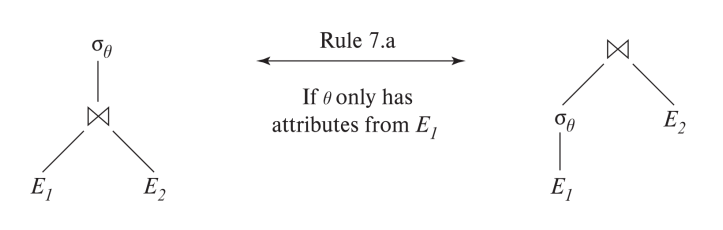 σθ
⋈
E1
E2
Rule 7.a
If θ only has
attributes from E1
⋈
σθ
E2
E1